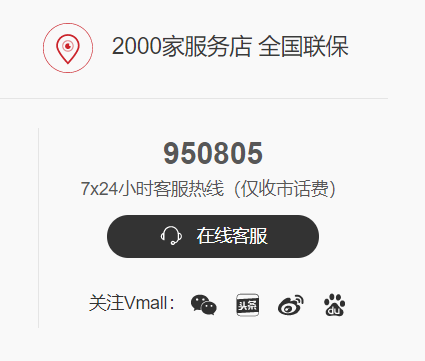 2000家服务店 全国联保
950805
7x24小时客服热线（仅收市话费）
在线客服
关注Vmall：
头条
du